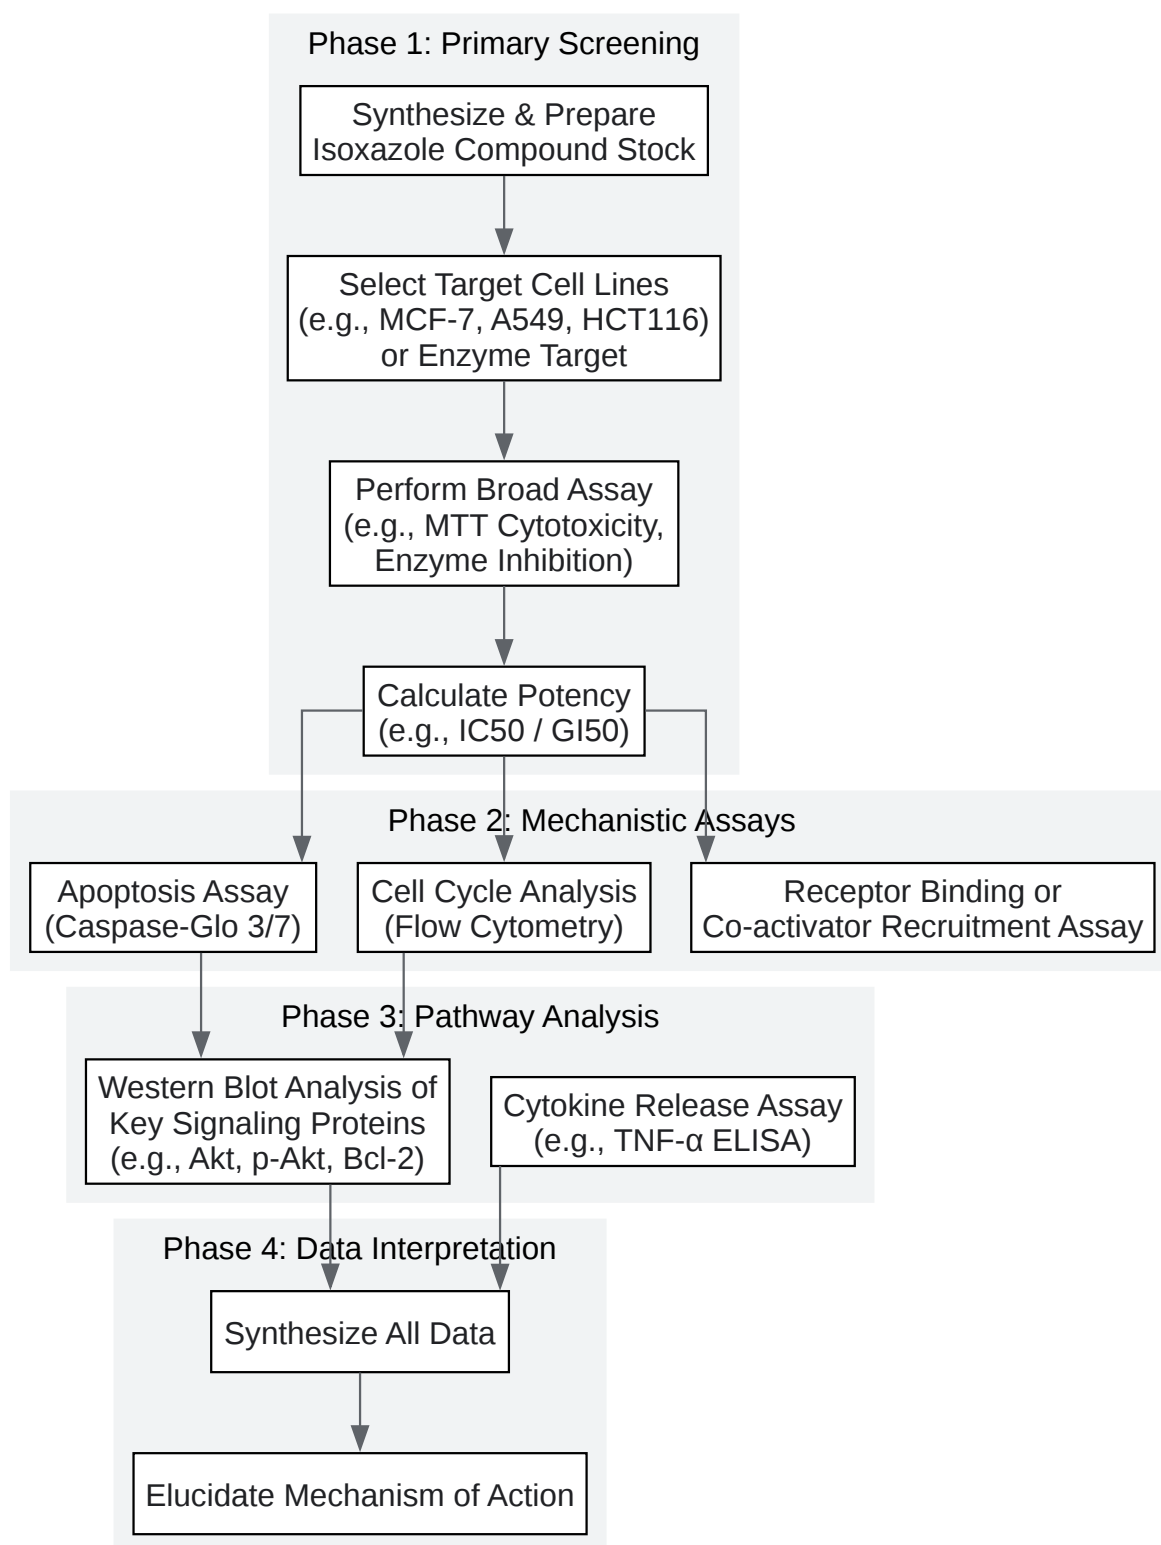 Phase 1: Primary Screening
Synthesize & Prepare
Isoxazole Compound Stock
Select Target Cell Lines
(e.g., MCF-7, A549, HCT116)
or Enzyme Target
Perform Broad Assay
(e.g., MTT Cytotoxicity,
Enzyme Inhibition)
Calculate Potency
(e.g., IC50 / GI50)
Phase 2: Mechanistic Assays
Apoptosis Assay
(Caspase-Glo 3/7)
Cell Cycle Analysis
(Flow Cytometry)
Receptor Binding or
Co-activator Recruitment Assay
Phase 3: Pathway Analysis
Western Blot Analysis of
Key Signaling Proteins
(e.g., Akt, p-Akt, Bcl-2)
Cytokine Release Assay
(e.g., TNF-α ELISA)
Phase 4: Data Interpretation
Synthesize All Data
Elucidate Mechanism of Action